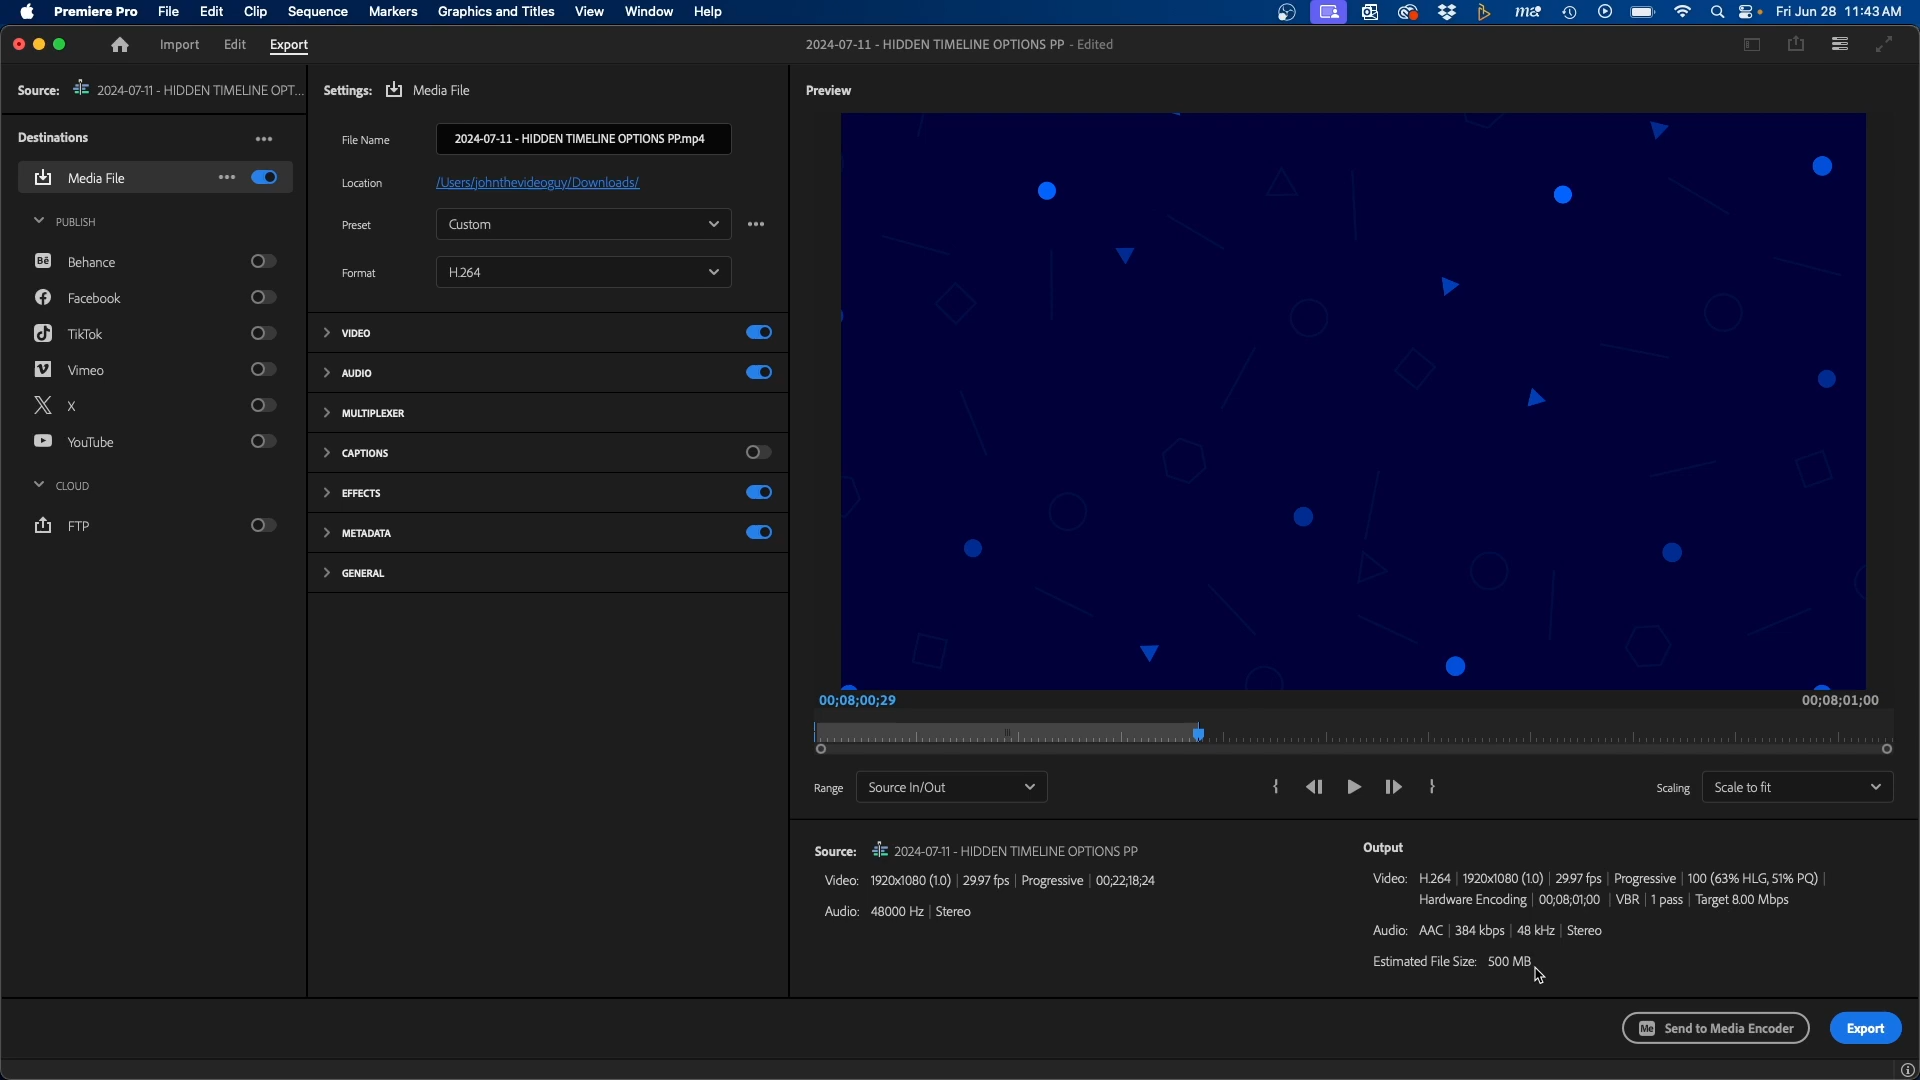 Premiere Pro File Edit Clip Sequence Markers Graphics and Titles View Window Help Fri Jun 28 11:43 AM
Import Edit Export 2024-07-11 - HIDDEN TIMELINE OPTIONS PP - Edited
Source: 2024-07-11 - HIDDEN TIMELINE OPT...
Destinations
Media File
PUBLISH
Behance
Facebook
TikTok
Vimeo
X
YouTube
CLOUD
FTP
Settings: Media File
File Name 2024-07-11 - HIDDEN TIMELINE OPTIONS PP.mp4
Location /Users/johnthevideoguy/Downloads/
Preset Custom
Format H.264
VIDEO
AUDIO
MULTIPLEXER
CAPTIONS
EFFECTS
METADATA
GENERAL
Preview
00;08;00;29 00;08;01;00
Range Source In/Out Scaling Scale to fit
Source: 2024-07-11 - HIDDEN TIMELINE OPTIONS PP
Video: 1920x1080 (1.0) | 29.97 fps | Progressive | 00;22;18;24
Audio: 48000 Hz | Stereo
Output
Video: H.264 | 1920x1080 (1.0) | 29.97 fps | Progressive | 100 (63% HLG, 51% PQ) |
Hardware Encoding | 00;08;01;00 | VBR | 1 pass | Target 8.00 Mbps
Audio: AAC | 384 kbps | 48 kHz | Stereo
Estimated File Size: 500 MB
Me Send to Media Encoder Export